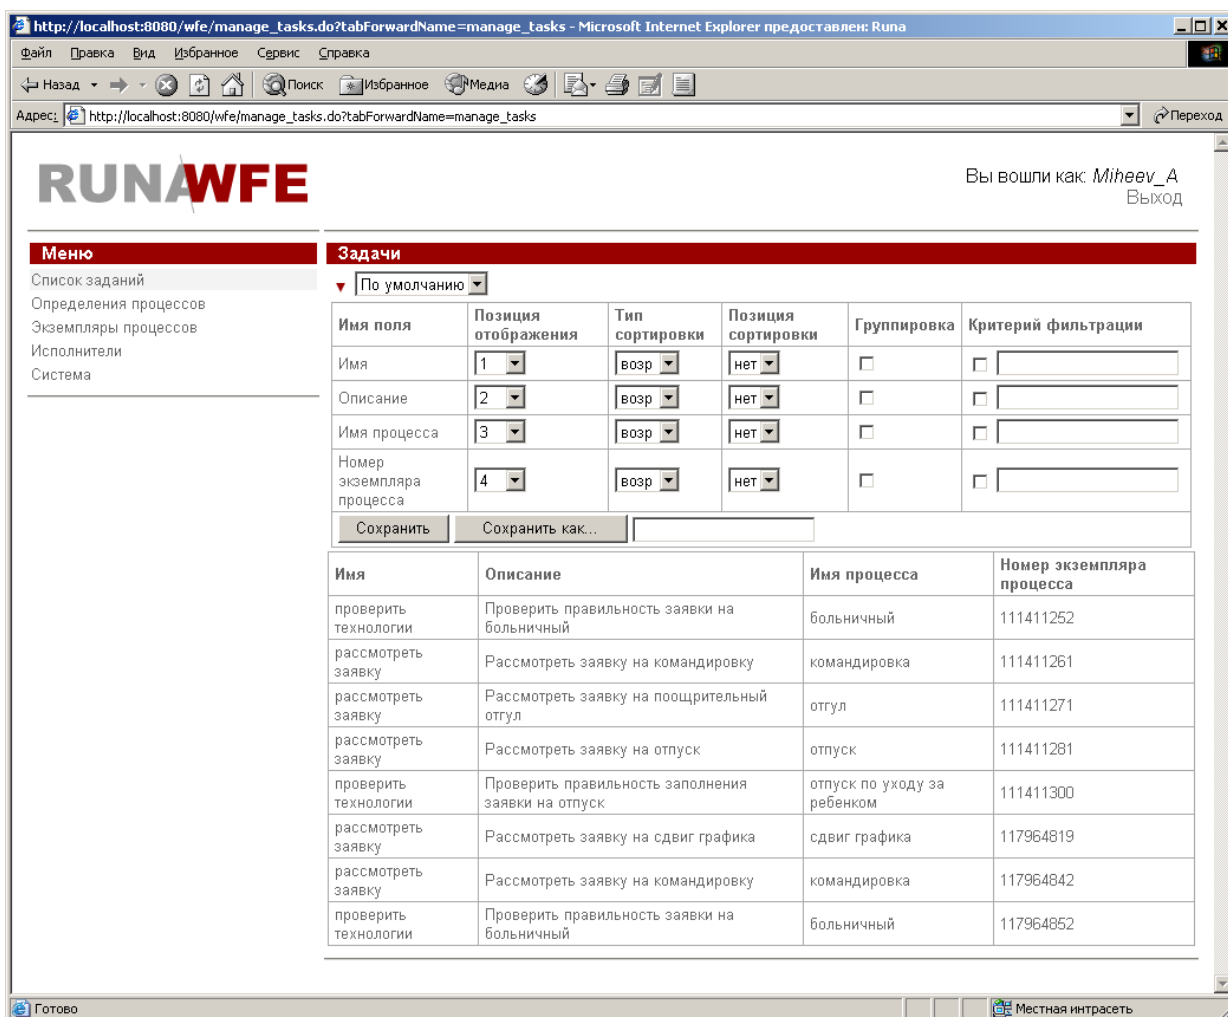 http://localhost:8080/wfe/manage_tasks.do?tabForwardName=manage_tasks - Microsoft Internet Explorer предоставлен: Runa
Файл Правка Вид Избранное Сервис Справка
Назад Поиск Избранное Медиа
Адрес: http://localhost:8080/wfe/manage_tasks.do?tabForwardName=manage_tasks Переход
RUNAWFE
Вы вошли как: Miheev_A
Выход
Меню
Список заданий
Определения процессов
Экземпляры процессов
Исполнители
Система
Задачи
По умолчанию
Имя поля Позиция отображения Тип сортировки Позиция сортировки Группировка Критерий фильтрации
Имя 1 возр нет
Описание 2 возр нет
Имя процесса 3 возр нет
Номер экземпляра процесса 4 возр нет
Сохранить Сохранить как...
Имя Описание Имя процесса Номер экземпляра процесса
проверить технологии Проверить правильность заявки на больничный больничный 111411252
рассмотреть заявку Рассмотреть заявку на командировку командировка 111411261
рассмотреть заявку Рассмотреть заявку на поощрительный отгул отгул 111411271
рассмотреть заявку Рассмотреть заявку на отпуск отпуск 111411281
проверить технологии Проверить правильность заполнения заявки на отпуск отпуск по уходу за ребенком 111411300
рассмотреть заявку Рассмотреть заявку на сдвиг графика сдвиг графика 117964819
рассмотреть заявку Рассмотреть заявку на командировку командировка 117964842
проверить технологии Проверить правильность заявки на больничный больничный 117964852
Готово Местная интрасеть